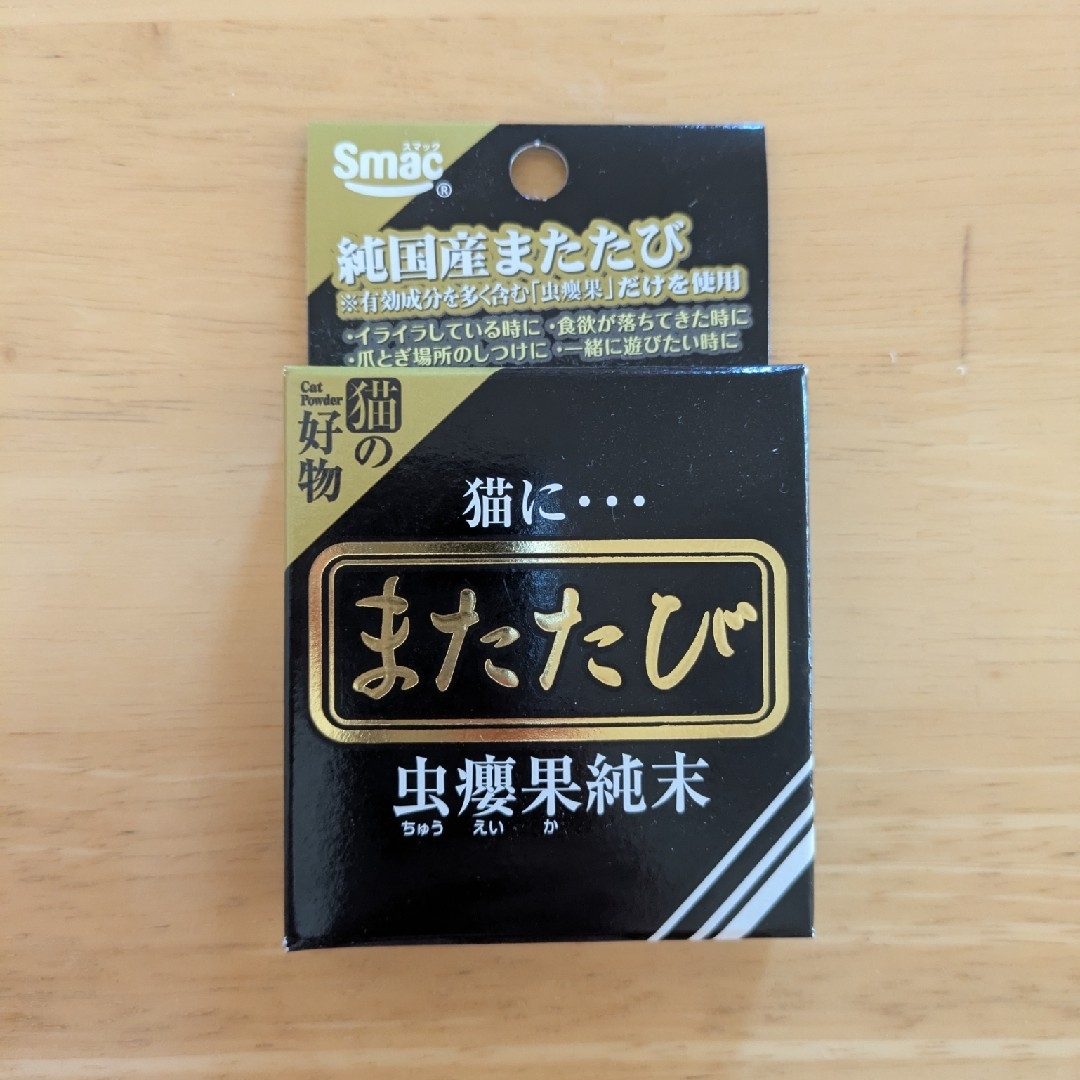 スマック
Smac®
純国産またたび
※有効成分を多く含む「虫癭果」だけを使用
・イライラしている時に ・食欲が落ちてきた時に
・爪とぎ場所のしつけに ・一緒に遊びたい時に
Cat Powder
猫の
好物
猫に・・・
またたび
虫癭果純末
ちゅう えい か